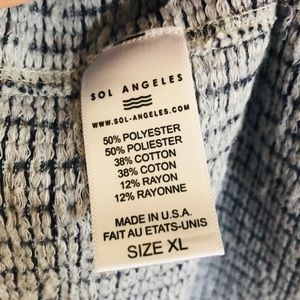 SOL ANGELES
WWW.SOL-ANGELES.COM
50% POLYESTER
50% POLIESTER
38% COTTON
38% COTON
12% RAYON
12% RAYONNE
MADE IN U.S.A.
FAIT AU ETATS-UNIS
SIZE XL